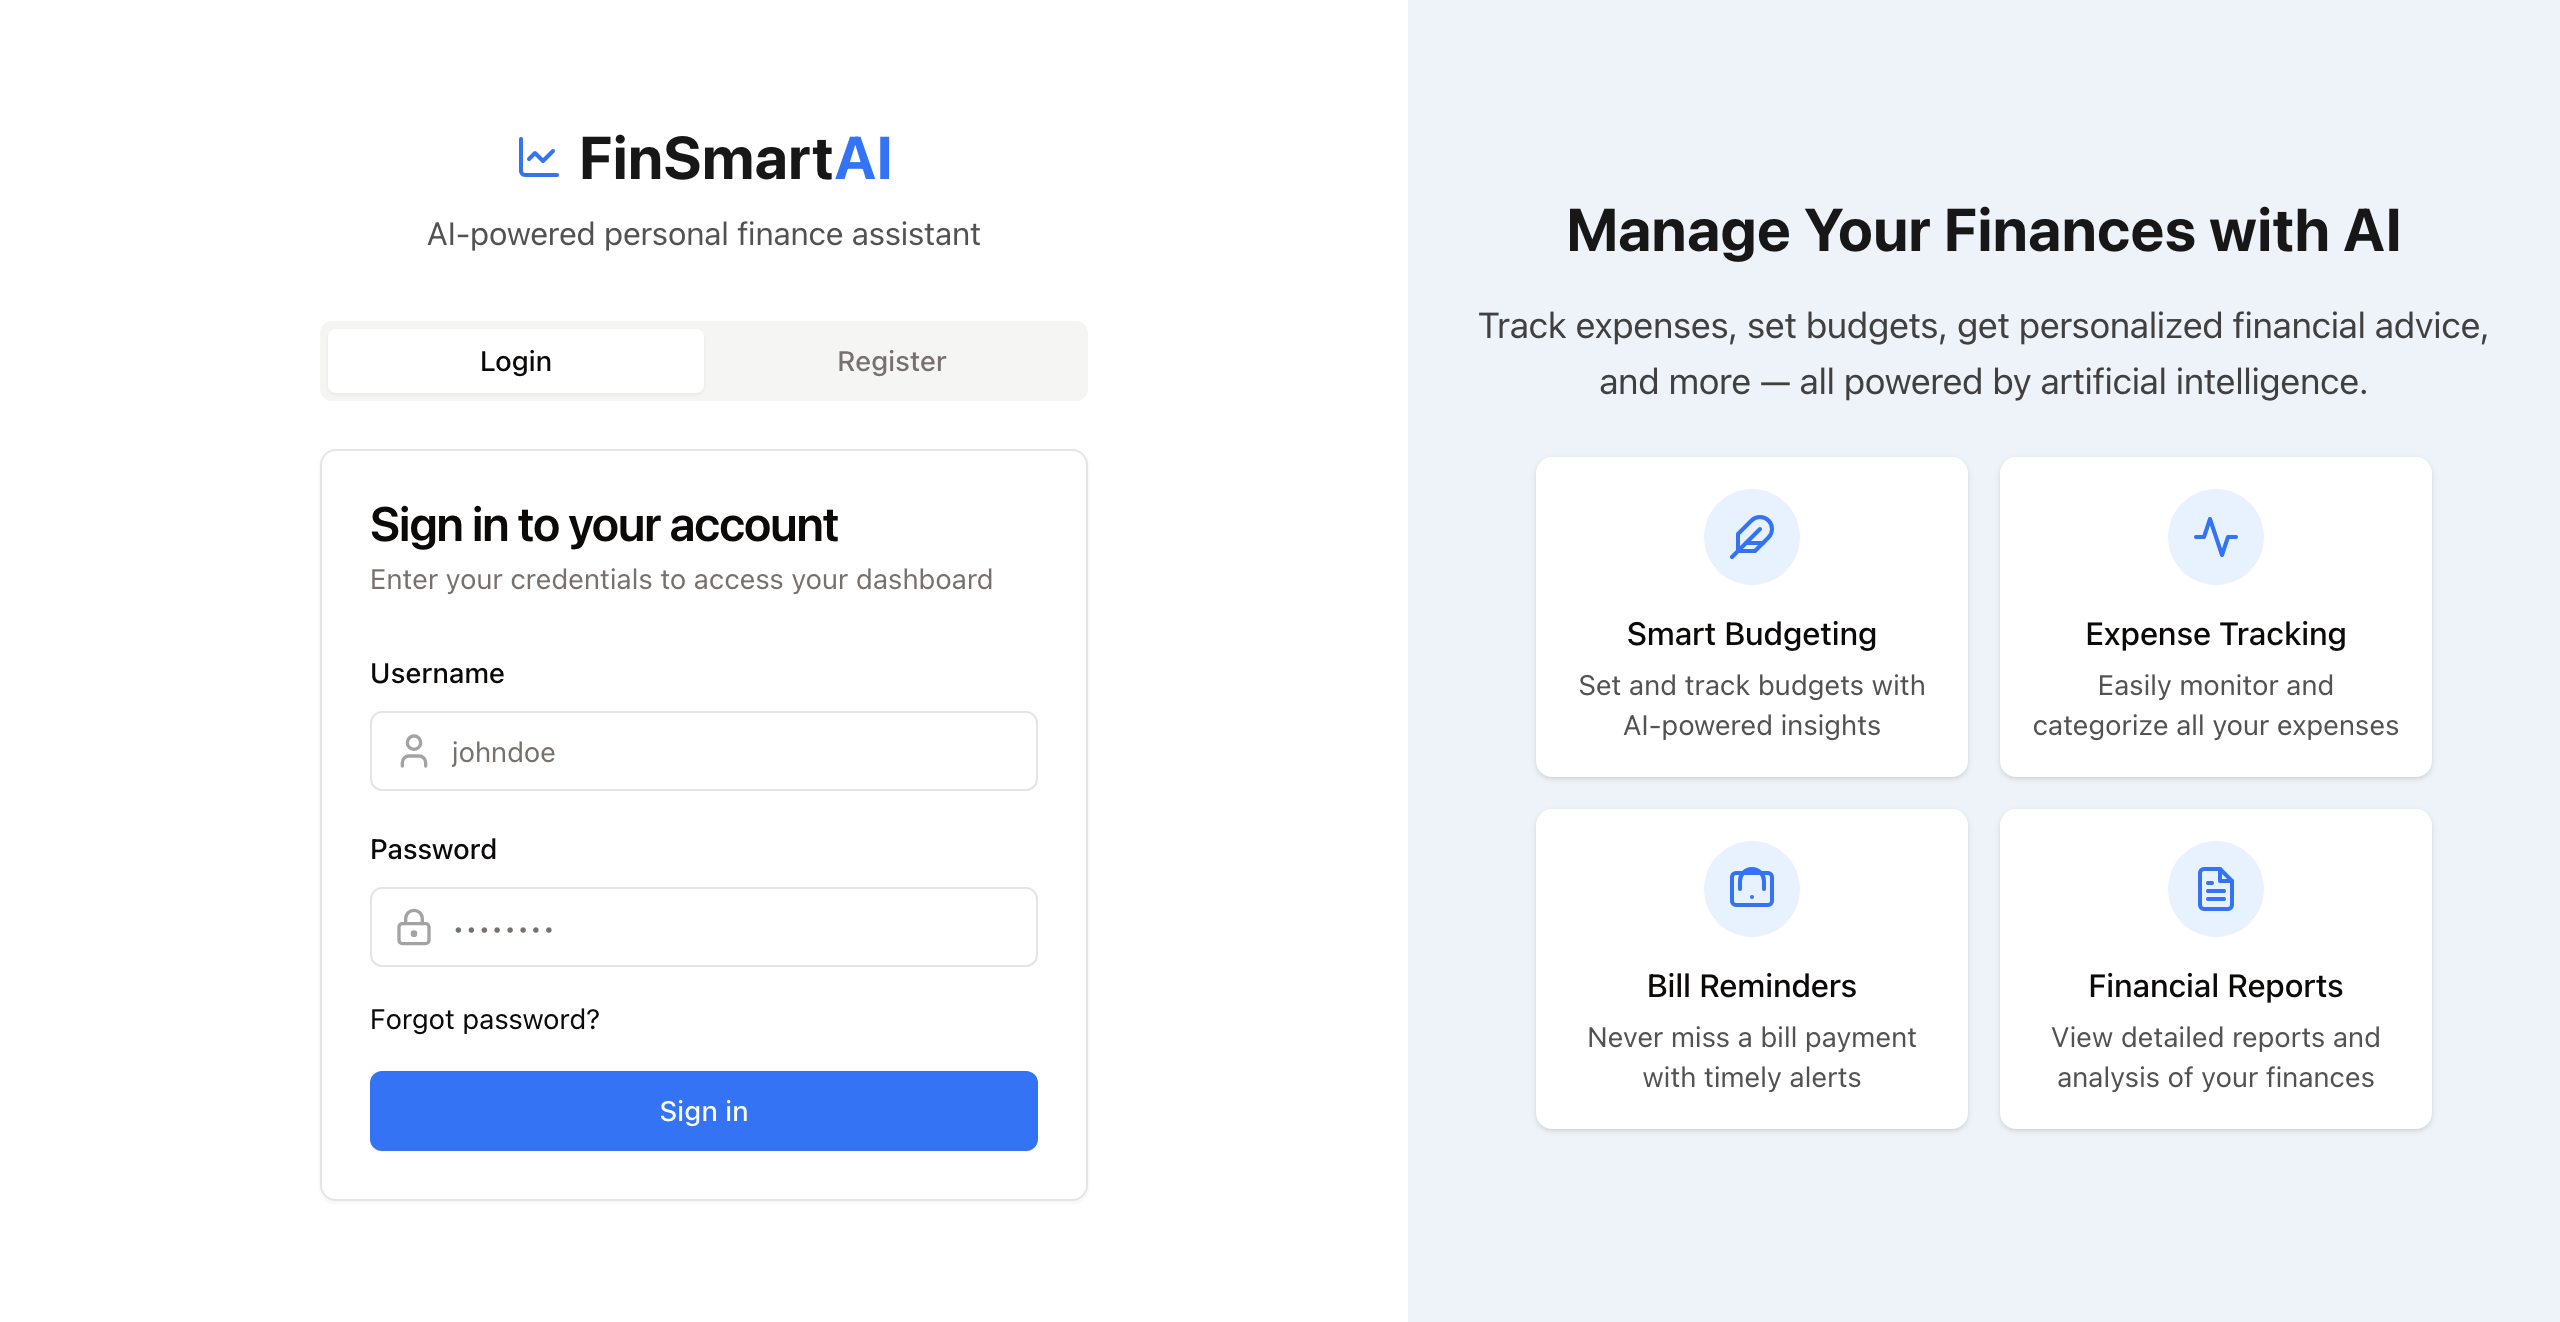 FinSmartAI
AI-powered personal finance assistant
Login
Register
Sign in to your account
Enter your credentials to access your dashboard
Username
johndoe
Password
••••••••
Forgot password?
Sign in
Manage Your Finances with AI
Track expenses, set budgets, get personalized financial advice,
and more — all powered by artificial intelligence.
Smart Budgeting
Set and track budgets with
AI-powered insights
Expense Tracking
Easily monitor and
categorize all your expenses
Bill Reminders
Never miss a bill payment
with timely alerts
Financial Reports
View detailed reports and
analysis of your finances